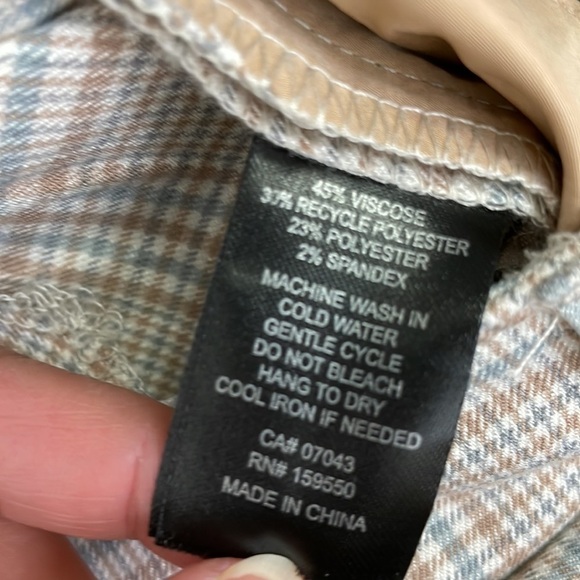 45% VISCOSE
30% RECYCLE POLYESTER
23% POLYESTER
2% SPANDEX
MACHINE WASH IN
COLD WATER
GENTLE CYCLE
DO NOT BLEACH
HANG TO DRY
COOL IRON IF NEEDED
CA# 07043
RN# 159550
MADE IN CHINA